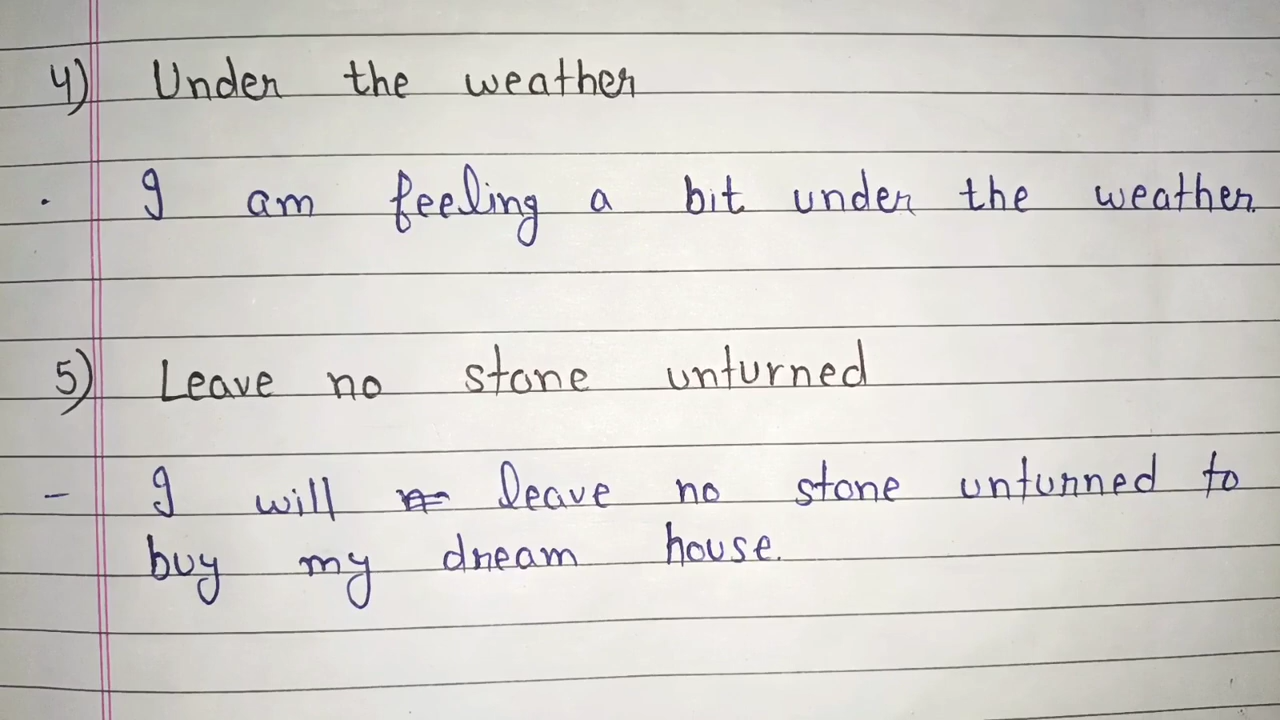 4) Under the weather
. I am feeling a bit under the weather.
5) Leave no stone unturned
- I will leave no stone unturned to
buy my dream house.